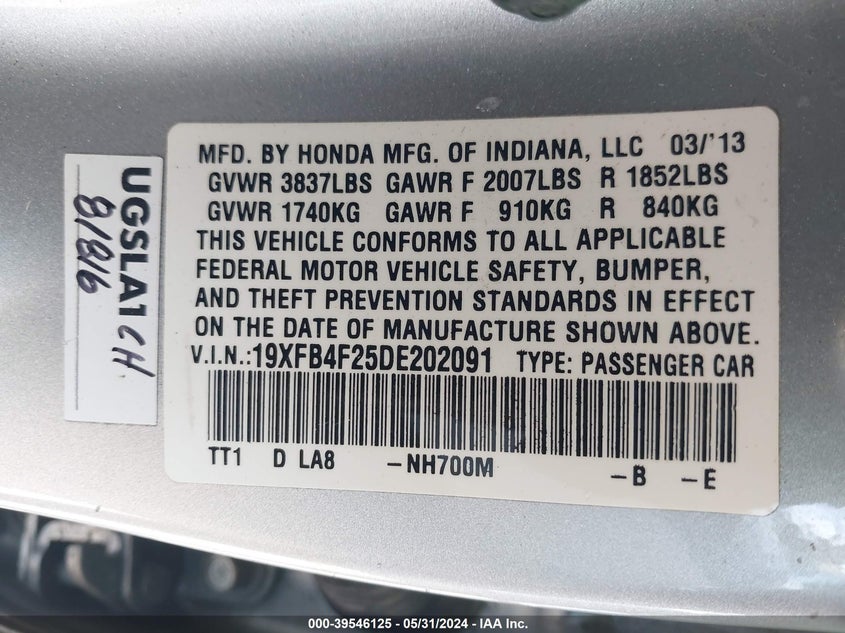 MFD. BY HONDA MFG. OF INDIANA, LLC 03/'13
GVWR 3837LBS GAWR F 2007LBS R 1852LBS
GVWR 1740KG GAWR F 910KG R 840KG
THIS VEHICLE CONFORMS TO ALL APPLICABLE
FEDERAL MOTOR VEHICLE SAFETY, BUMPER,
AND THEFT PREVENTION STANDARDS IN EFFECT
ON THE DATE OF MANUFACTURE SHOWN ABOVE.
V.I.N.:19XFB4F25DE202091 TYPE: PASSENGER CAR
TT1 D LA8 -NH700M -B -E
UGSLA1 CH
81816
000-39546125 - 05/31/2024 - IAA Inc.